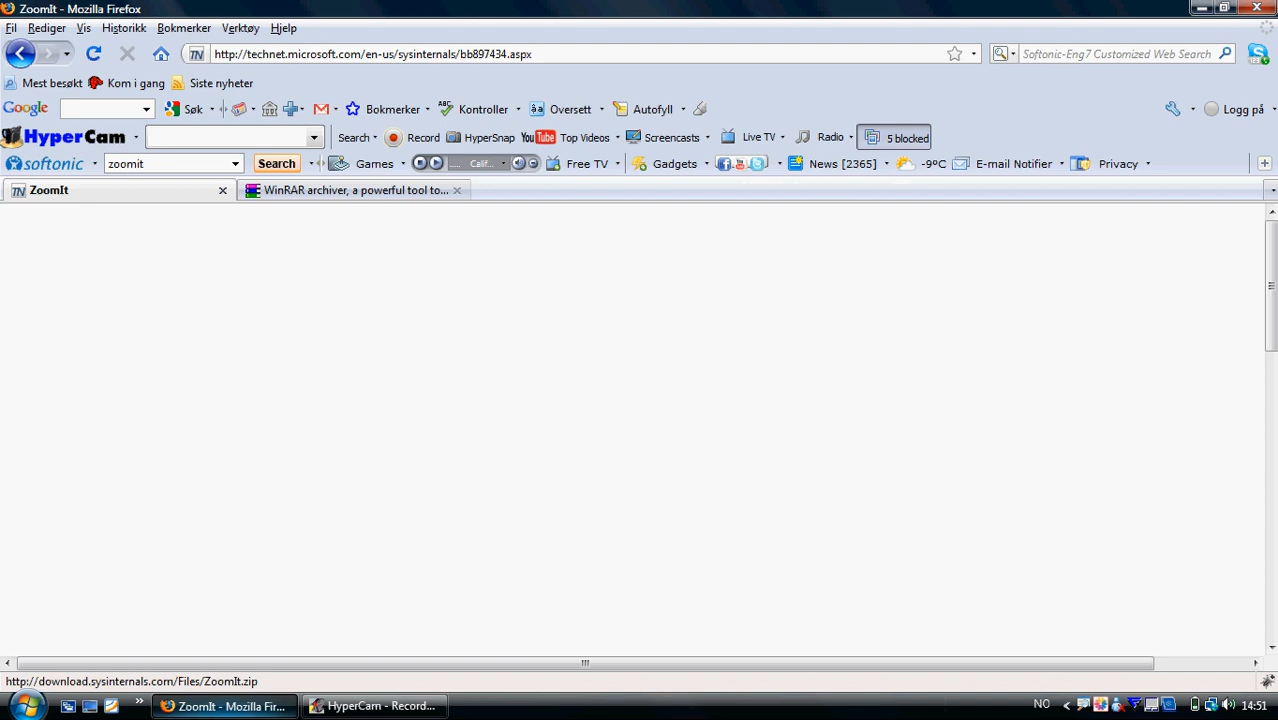 ZoomIt - Mozilla Firefox
Fil Rediger Vis Historikk Bokmerker Verktøy Hjelp
TN http://technet.microsoft.com/en-us/sysinternals/bb897434.aspx Softonic-Eng7 Customized Web Search
Mest besøkt Kom i gang Siste nyheter
Google Søk Bokmerker Kontroller Oversett Autofyll Logg på
HyperCam Search Record HyperSnap YouTube Top Videos Screencasts Live TV Radio 5 blocked
softonic zoomit Search Games .... Calif... Free TV Gadgets News [2365] -9ºC E-mail Notifier Privacy
TN ZoomIt WinRAR archiver, a powerful tool to...
http://download.sysinternals.com/Files/ZoomIt.zip
ZoomIt - Mozilla Fir... HyperCam - Record... NO 14:51